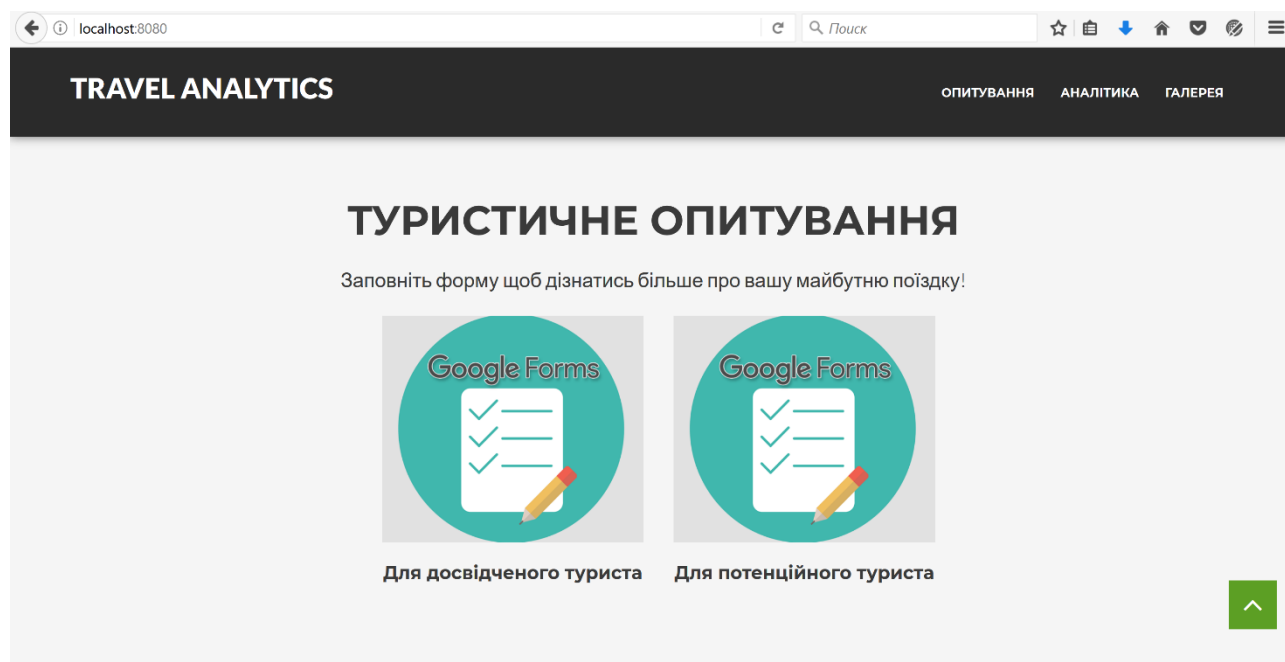 localhost:8080
Поиск
TRAVEL ANALYTICS
ОПИТУВАННЯ АНАЛІТИКА ГАЛЕРЕЯ
ТУРИСТИЧНЕ ОПИТУВАННЯ
Заповніть форму щоб дізнатись більше про вашу майбутню поїздку!
Google Forms Google Forms
Для досвідченого туриста Для потенційного туриста